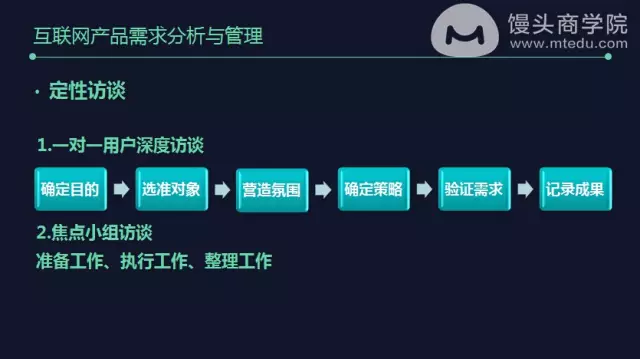 互联网产品需求分析与管理
馒头商学院
www.mtedu.com
· 定性访谈
1.一对一用户深度访谈
确定目的 选准对象 营造氛围 确定策略 验证需求 记录成果
2.焦点小组访谈
准备工作、执行工作、整理工作